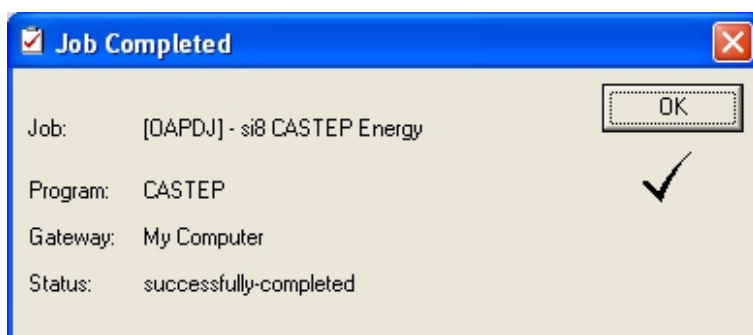 Job Completed
OK
Job: [OAPDJ] - si8 CASTEP Energy
Program: CASTEP
Gateway: My Computer
Status: successfully-completed